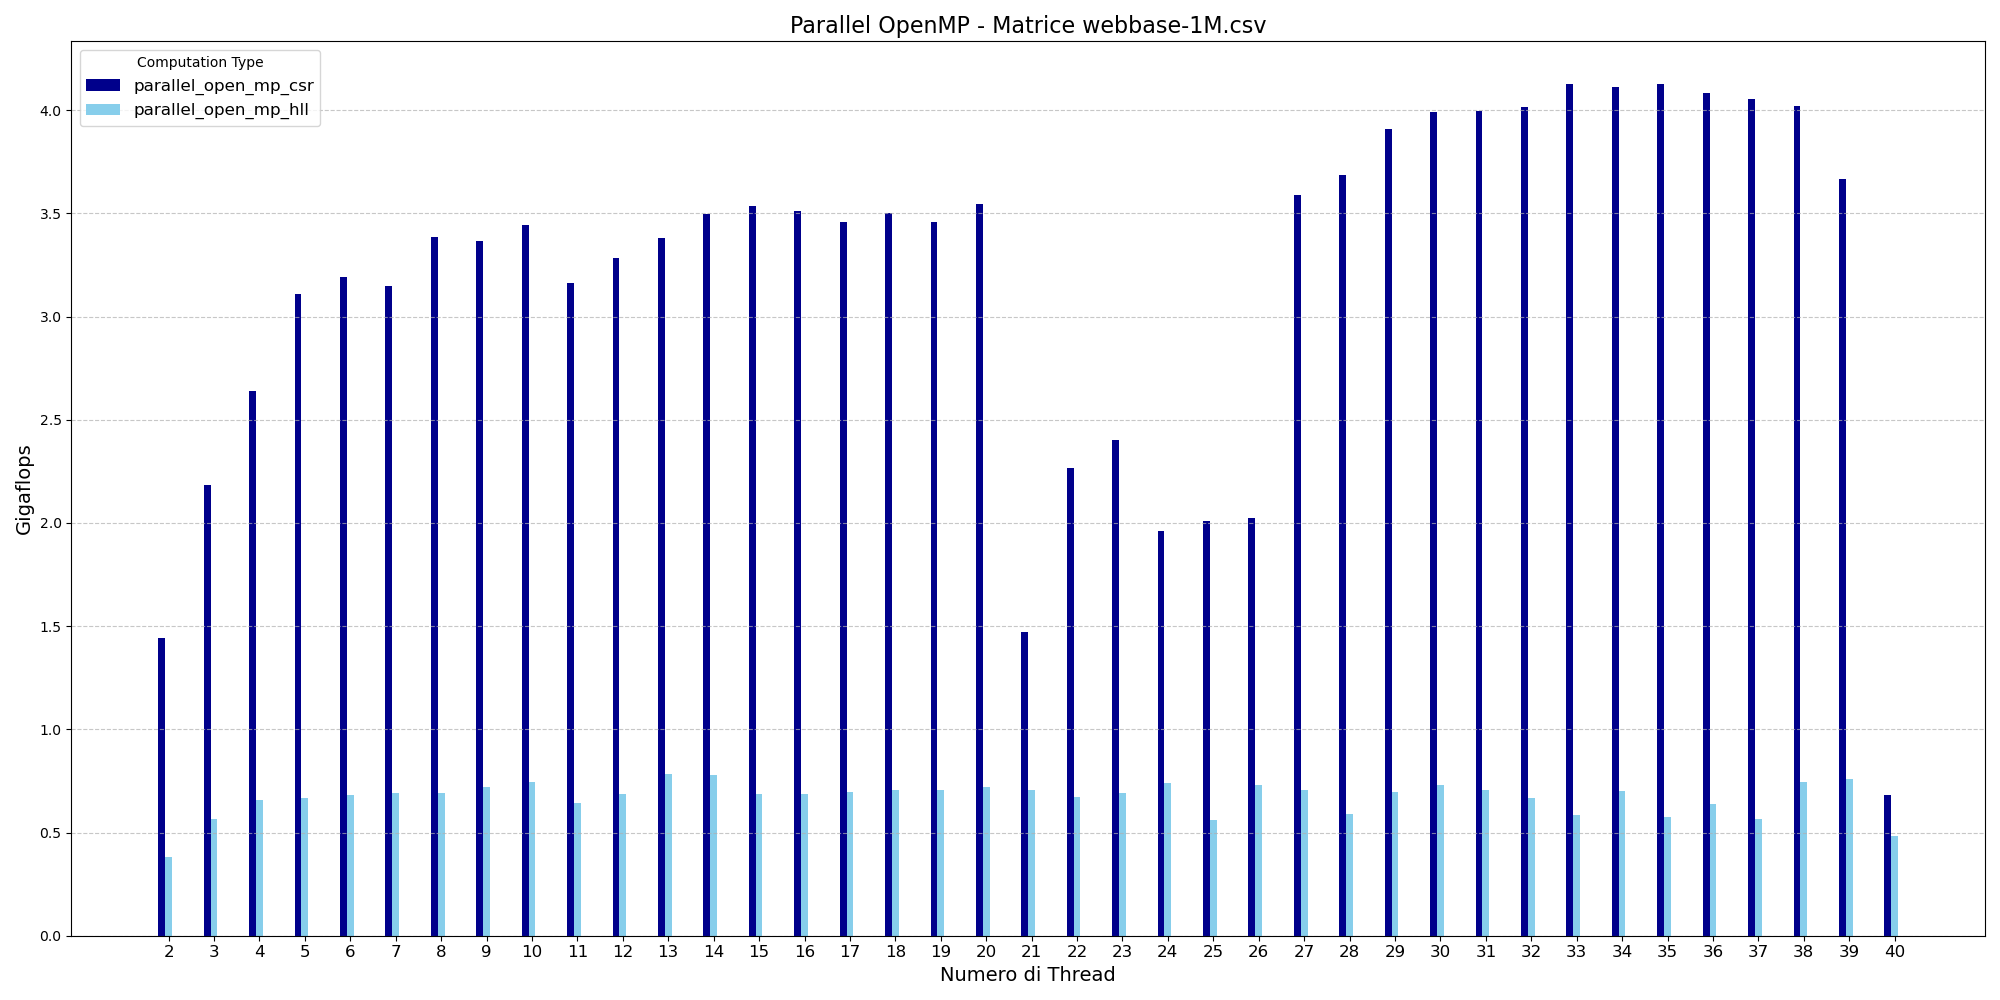 Parallel OpenMP - Matrice webbase-1M.csv
Computation Type
parallel_open_mp_csr
parallel_open_mp_hll
4.0
3.5
3.0
2.5
2.0
1.5
1.0
0.5
0.0
Gigaflops
2 3 4 5 6 7 8 9 10 11 12 13 14 15 16 17 18 19 20 21 22 23 24 25 26 27 28 29 30 31 32 33 34 35 36 37 38 39 40
Numero di Thread